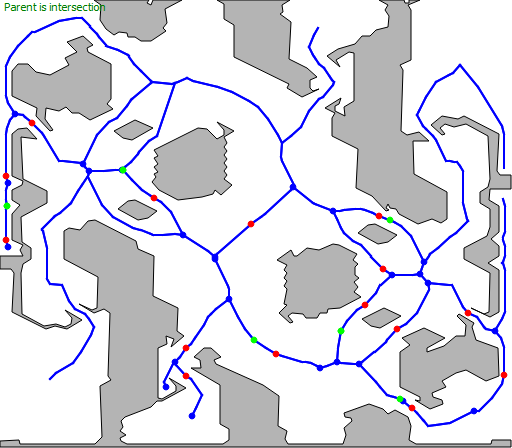 Parent is intersection